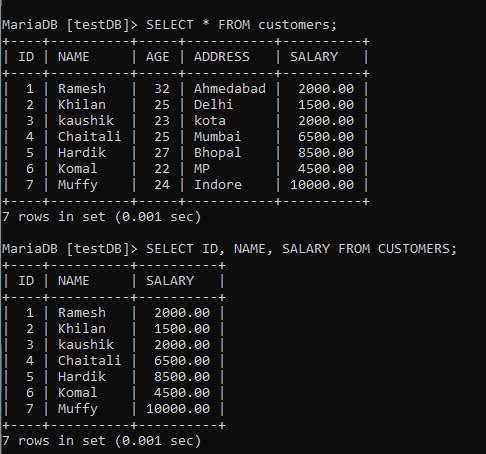 MariaDB [testDB]> SELECT * FROM customers;
+----+----------+-----+-----------+----------+
| ID | NAME     | AGE | ADDRESS   | SALARY   |
+----+----------+-----+-----------+----------+
|  1 | Ramesh   |  32 | Ahmedabad |  2000.00 |
|  2 | Khilan   |  25 | Delhi     |  1500.00 |
|  3 | kaushik  |  23 | kota      |  2000.00 |
|  4 | Chaitali |  25 | Mumbai    |  6500.00 |
|  5 | Hardik   |  27 | Bhopal    |  8500.00 |
|  6 | Komal    |  22 | MP        |  4500.00 |
|  7 | Muffy    |  24 | Indore    | 10000.00 |
+----+----------+-----+-----------+----------+
7 rows in set (0.001 sec)

MariaDB [testDB]> SELECT ID, NAME, SALARY FROM CUSTOMERS;
+----+----------+----------+
| ID | NAME     | SALARY   |
+----+----------+----------+
|  1 | Ramesh   |  2000.00 |
|  2 | Khilan   |  1500.00 |
|  3 | kaushik  |  2000.00 |
|  4 | Chaitali |  6500.00 |
|  5 | Hardik   |  8500.00 |
|  6 | Komal    |  4500.00 |
|  7 | Muffy    | 10000.00 |
+----+----------+----------+
7 rows in set (0.001 sec)